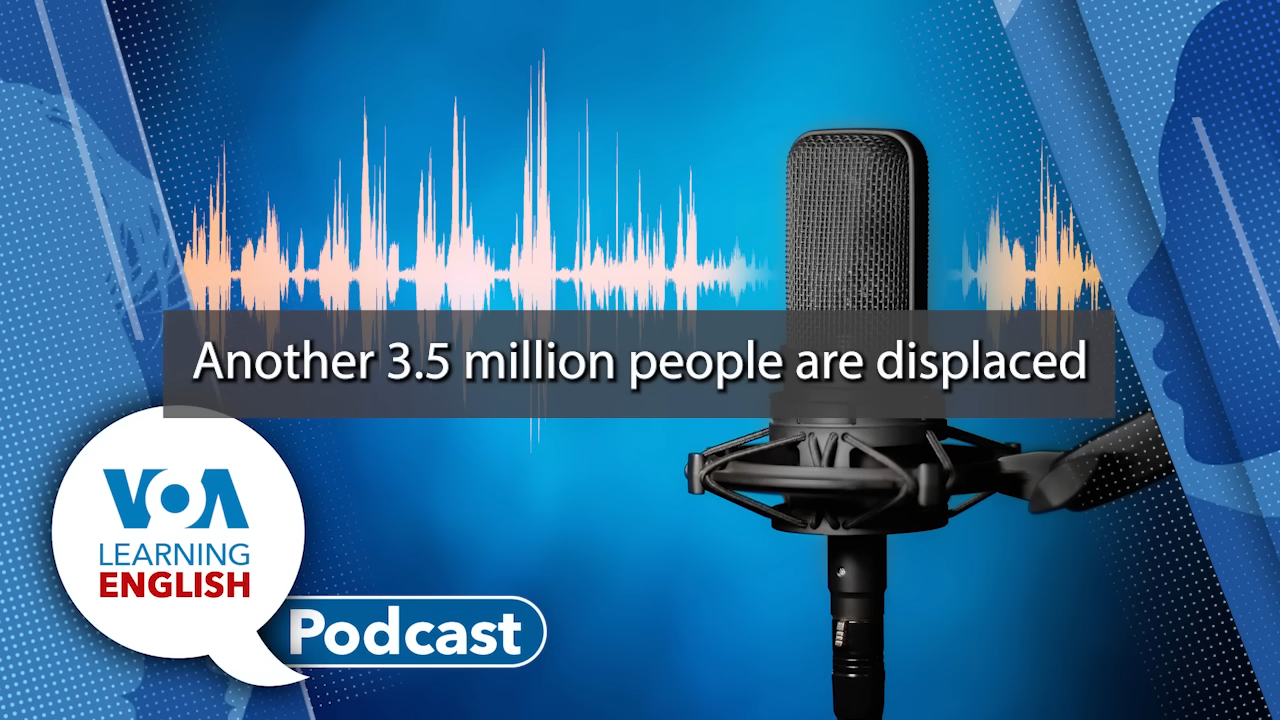 Another 3.5 million people are displaced
VOA
LEARNING
ENGLISH
Podcast